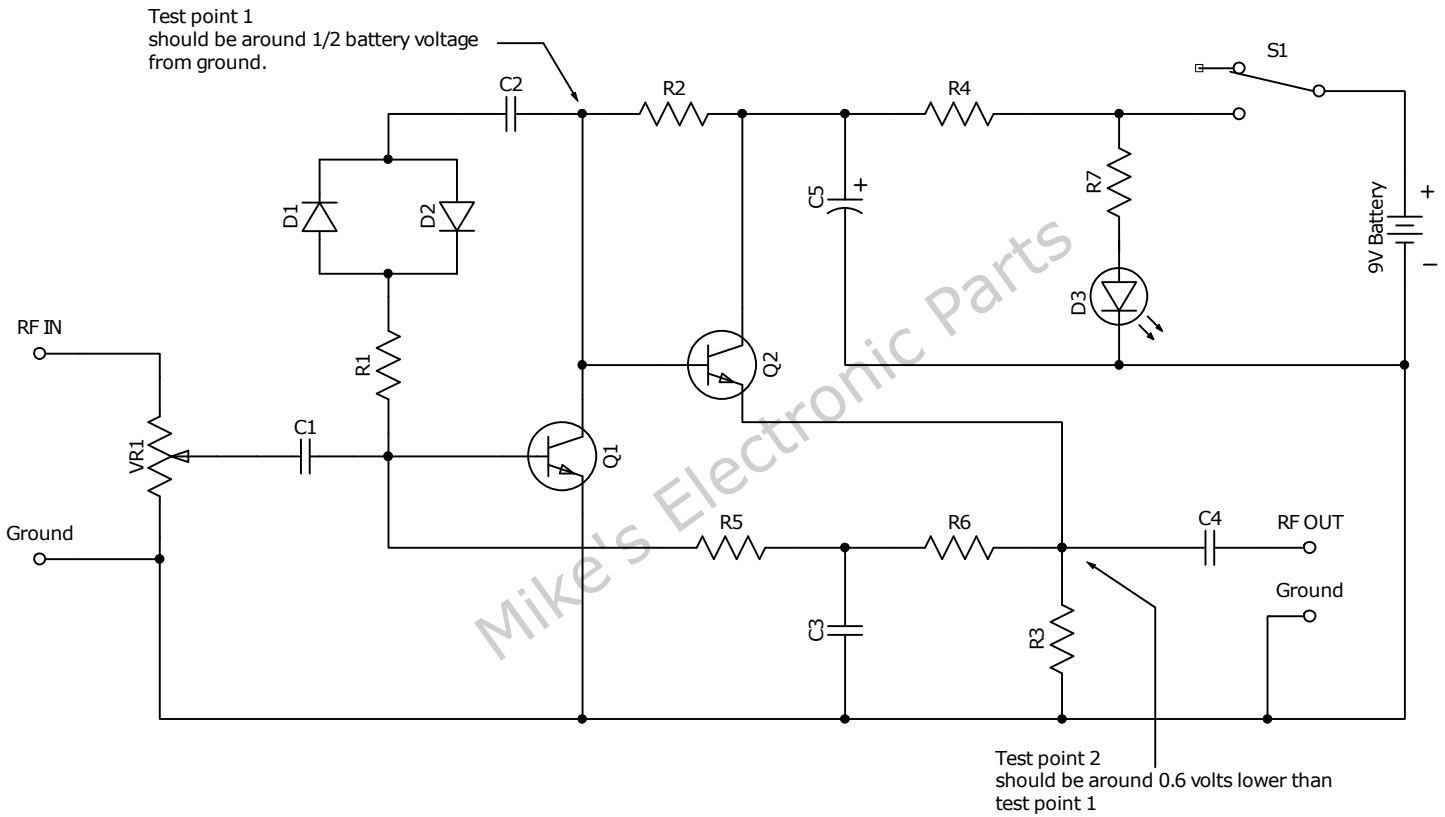 Test point 1
should be around 1/2 battery voltage
from ground.
S1
C2
R2
R4
D1
D2
C5
+
R7
9V Battery
+
−
D3
RF IN
R1
Q2
VR1
C1
Q1
Mike's Electronic Parts
Ground
R5
R6
C4
RF OUT
Ground
C3
R3
Test point 2
should be around 0.6 volts lower than
test point 1